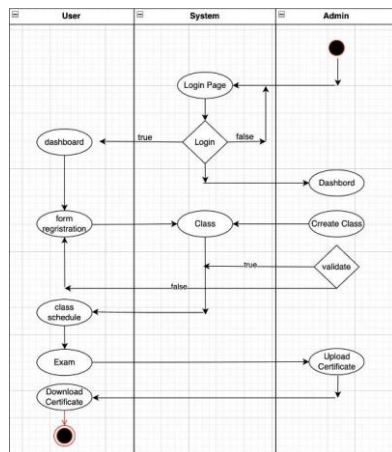 User
System
Admin
Login Page
dashboard
true
Login
false
Dashbord
form
regristration
Class
Crreate Class
true
validate
false
class
schedule
Exam
Upload
Certificate
Download
Certificate